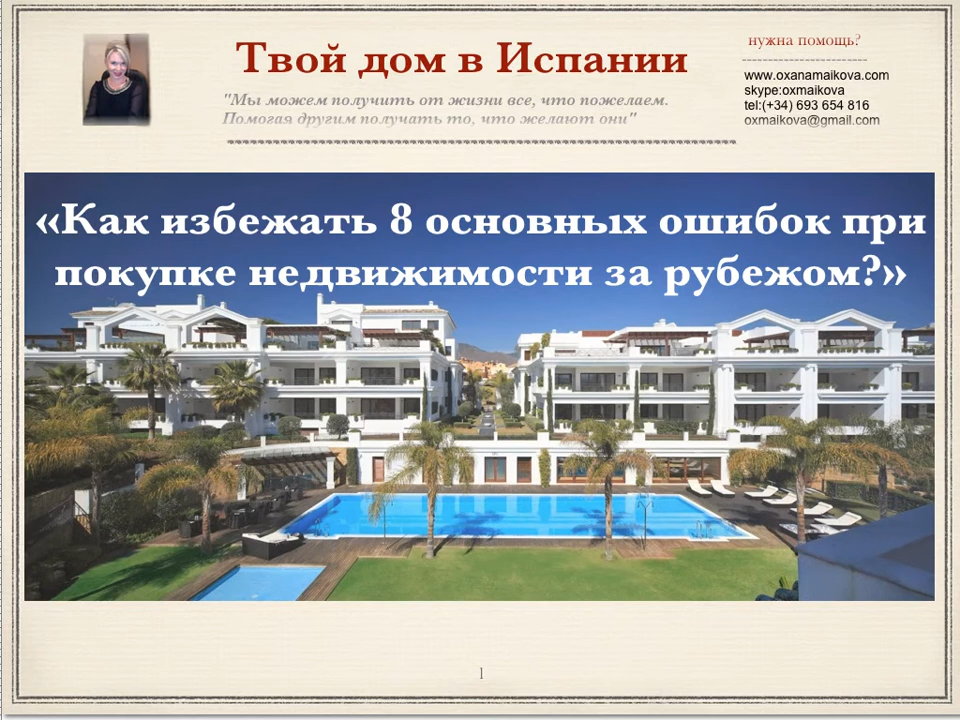 Твой дом в Испании
"Мы можем получить от жизни все, что пожелаем.
Помогая другим получать то, что желают они"
нужна помощь?
www.oxanamaikova.com
skype:oxmaikova
tel:(+34) 693 654 816
oxmaikova@gmail.com
«Как избежать 8 основных ошибок при
покупке недвижимости за рубежом?»
1